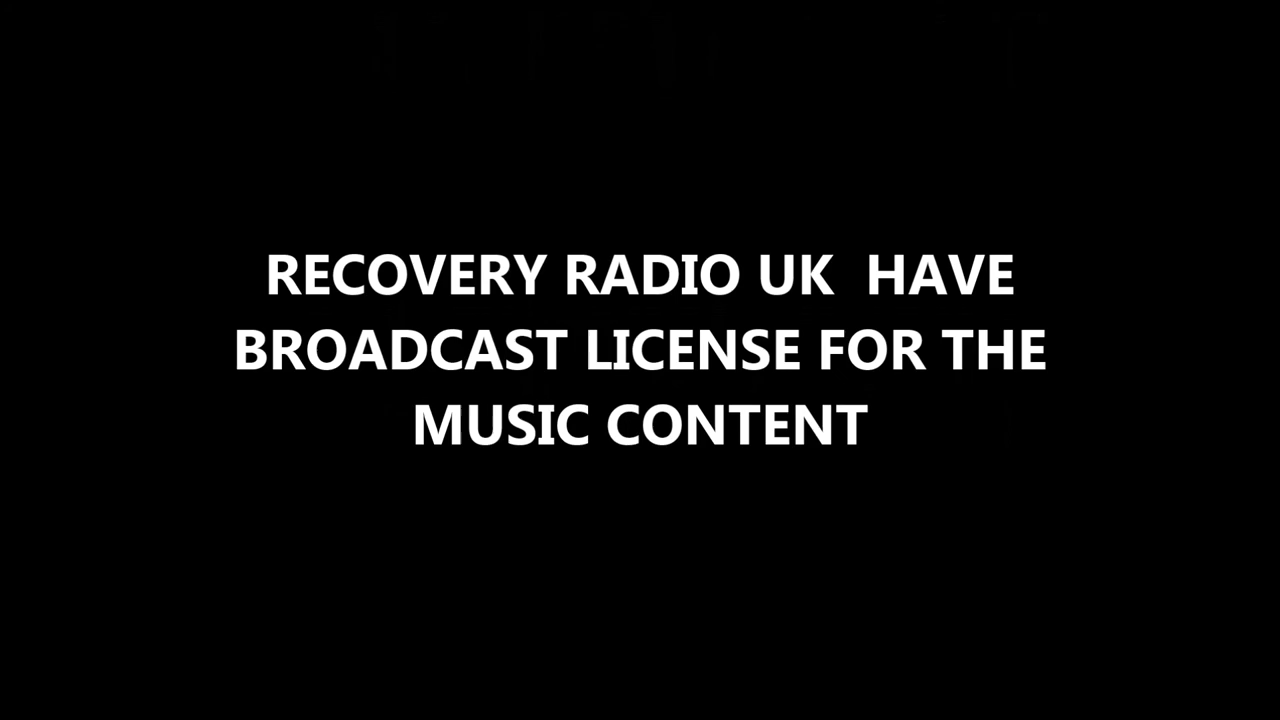 RECOVERY RADIO UK  HAVE
BROADCAST LICENSE FOR THE
MUSIC CONTENT